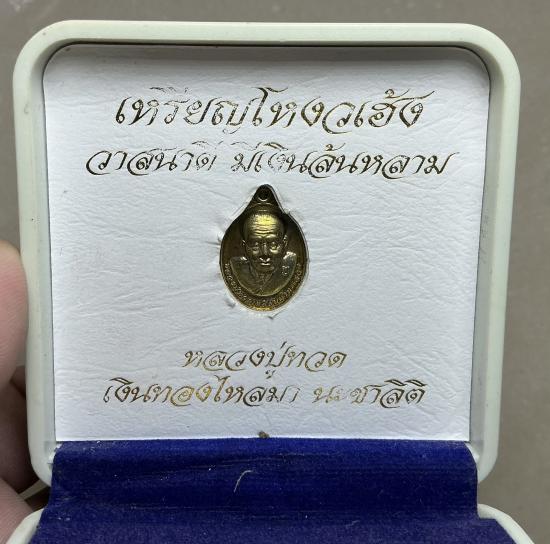 เหรียญโหงวเฮ้ง
วาสนาดี มีเงินล้นหลาม
หลวงปู่ทวด
เงินทองไหลมา นะชาลิติ